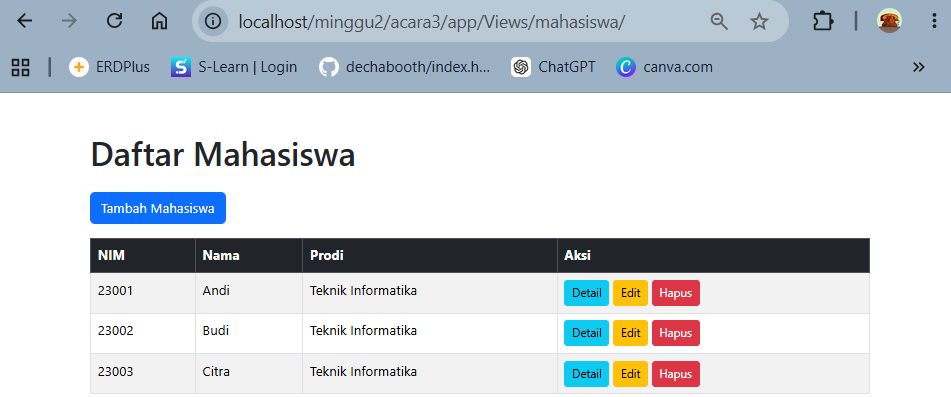 localhost/minggu2/acara3/app/Views/mahasiswa/
ERDPlus S-Learn | Login dechabooth/index.h... ChatGPT canva.com
Daftar Mahasiswa
Tambah Mahasiswa
NIM Nama Prodi Aksi
23001 Andi Teknik Informatika Detail Edit Hapus
23002 Budi Teknik Informatika Detail Edit Hapus
23003 Citra Teknik Informatika Detail Edit Hapus